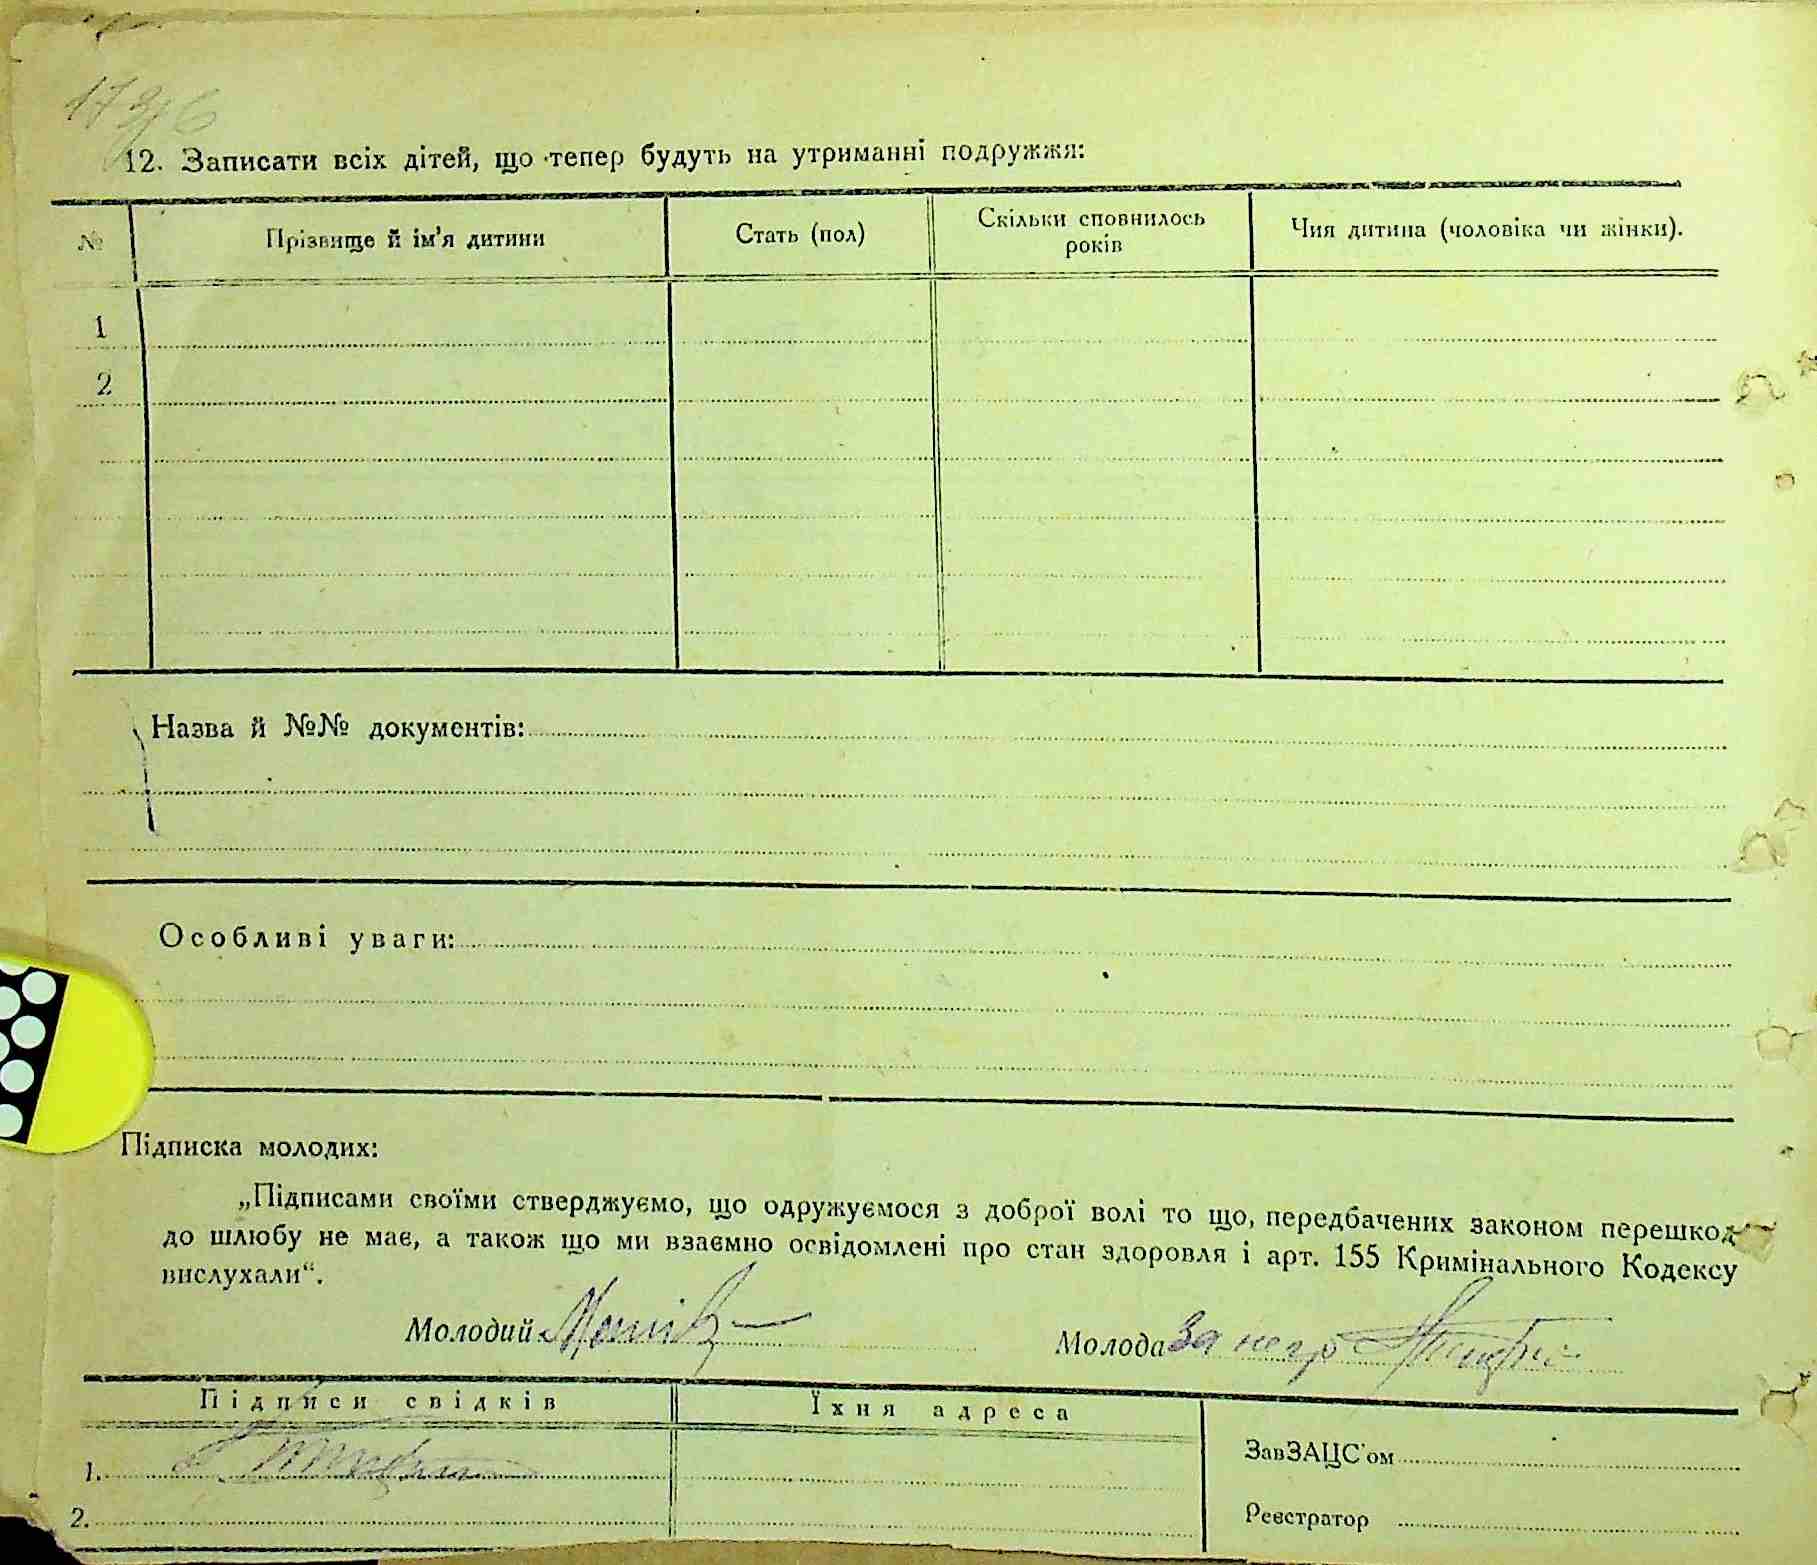 12. Записати всіх дітей, що тепер будуть на утриманні подружжя:
№ Прізвище й ім'я дитини Стать (пол) Скільки сповнилось років Чия дитина (чоловіка чи жінки).
1
2
Назва й №№ документів:
Особливі уваги:
Підписка молодих:
„Підписами своїми стверджуємо, що одружуємося з доброї волі то що, передбачених законом перешкод
до шлюбу не має, а також що ми взаємно освідомлені про стан здоровля і арт. 155 Кримінального Кодексу
вислухали“.
Молодий Молода За негр
Підписи свідків Їхня адреса
ЗавЗАЦС'ом
1.
2. Реєстратор